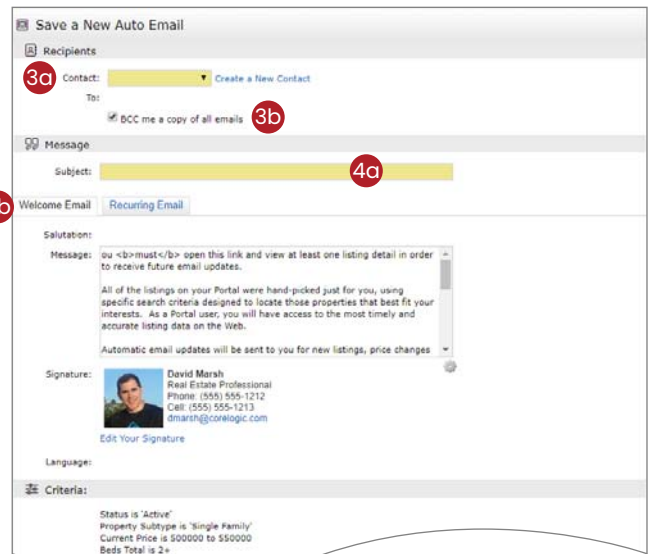 Save a New Auto Email
Recipients
3a Contact: Create a New Contact
To:
BCC me a copy of all emails 3b
Message
Subject: 4a
b Welcome Email Recurring Email
Salutation:
Message: ou <b>must</b> open this link and view at least one listing detail in order
to receive future email updates.
All of the listings on your Portal were hand-picked just for you, using
specific search criteria designed to locate those properties that best fit your
interests. As a Portal user, you will have access to the most timely and
accurate listing data on the Web.
Automatic email updates will be sent to you for new listings, price changes
Signature: David Marsh
Real Estate Professional
Phone: (555) 555-1212
Cell: (555) 555-1213
dmarsh@corelogic.com
Edit Your Signature
Language:
Criteria:
Status is 'Active'
Property Subtype is 'Single Family'
Current Price is 500000 to 550000
Beds Total is 2+